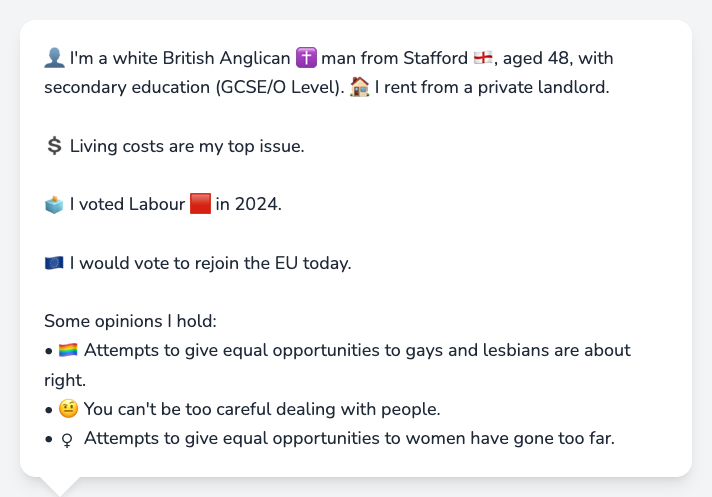 👤 I'm a white British Anglican ✝️ man from Stafford 🏴󠁧󠁢󠁥󠁮󠁧󠁿, aged 48, with
secondary education (GCSE/O Level). 🏠 I rent from a private landlord.
💲 Living costs are my top issue.
🗳️ I voted Labour 🟥 in 2024.
🇪🇺 I would vote to rejoin the EU today.
Some opinions I hold:
• 🏳️‍🌈 Attempts to give equal opportunities to gays and lesbians are about
right.
• 🤨 You can't be too careful dealing with people.
• ♀ Attempts to give equal opportunities to women have gone too far.